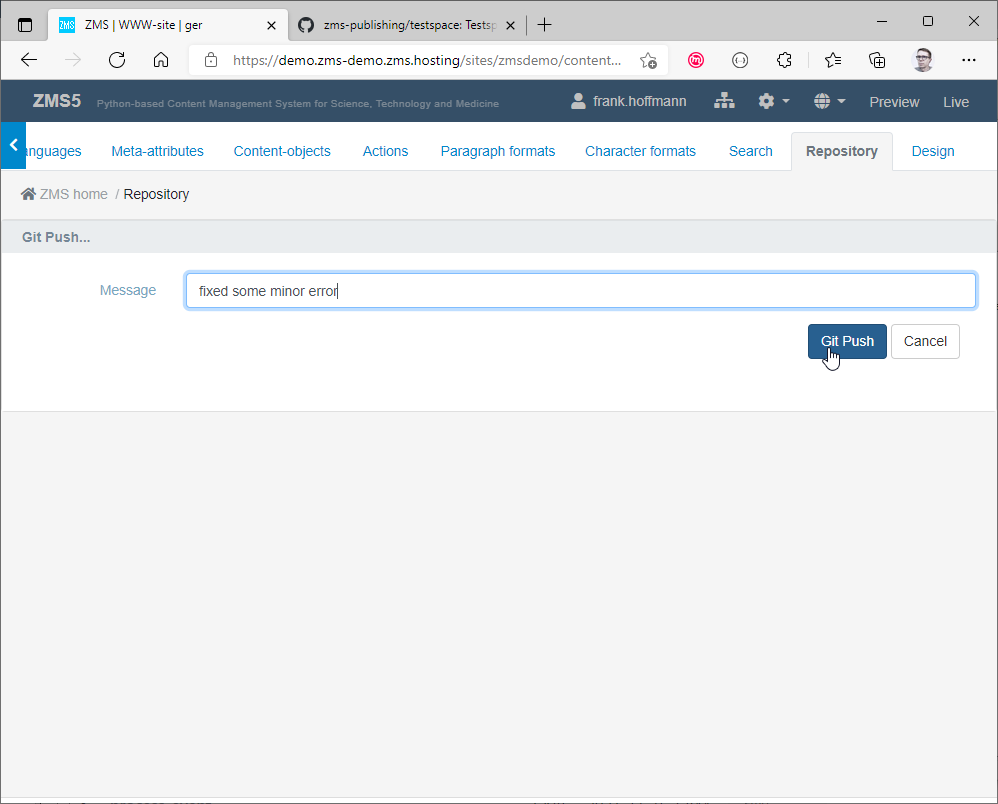 ZMS ZMS | WWW-site | ger
zms-publishing/testspace: Testsp
https://demo.zms-demo.zms.hosting/sites/zmsdemo/content...
ZMS5 Python-based Content Management System for Science, Technology and Medicine frank.hoffmann Preview Live
nguages Meta-attributes Content-objects Actions Paragraph formats Character formats Search Repository Design
ZMS home / Repository
Git Push...
Message fixed some minor error
Git Push Cancel